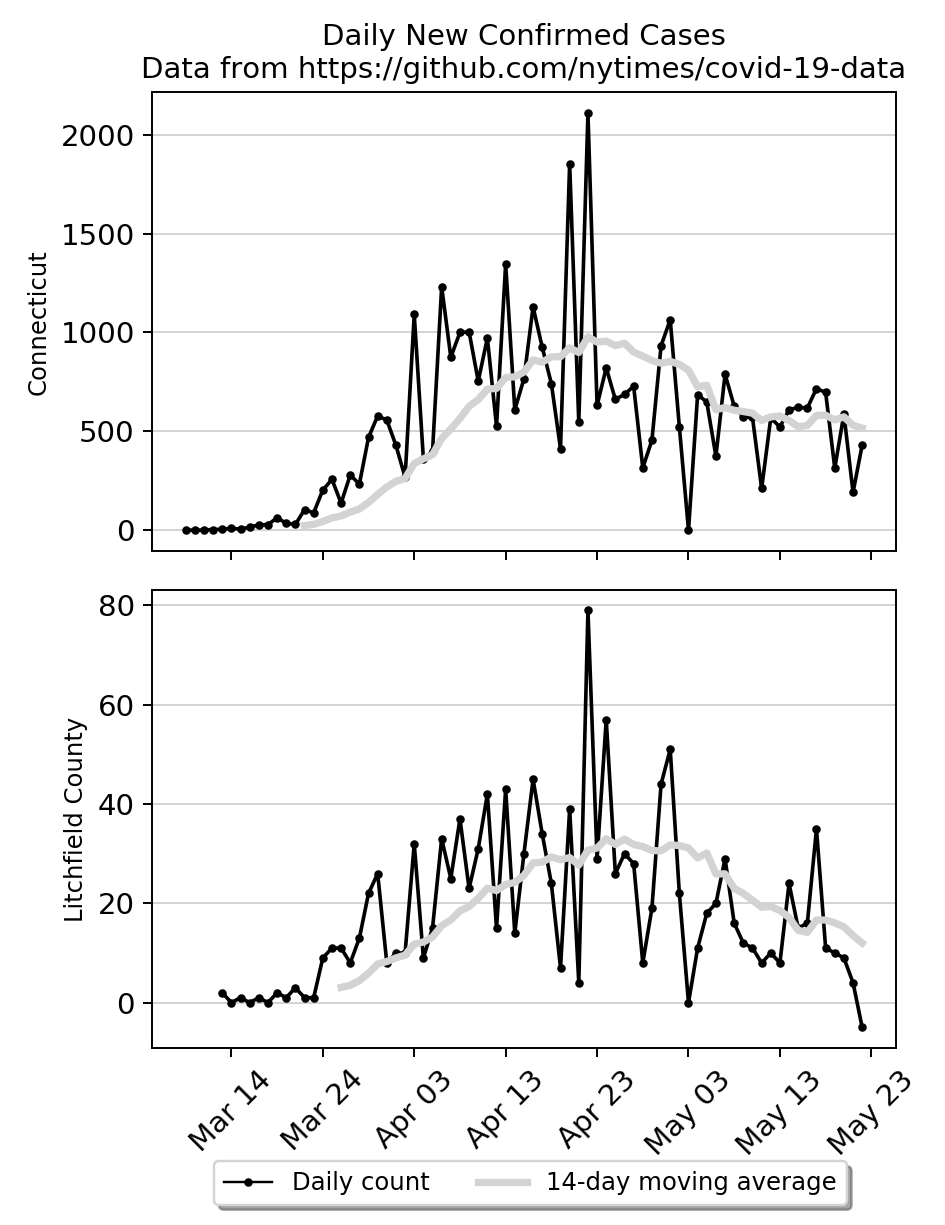 Daily New Confirmed Cases
Data from https://github.com/nytimes/covid-19-data
Connecticut
2000
1500
1000
500
0
Litchfield County
80
60
40
20
0
Mar 14
Mar 24
Apr 03
Apr 13
Apr 23
May 03
May 13
May 23
Daily count
14-day moving average